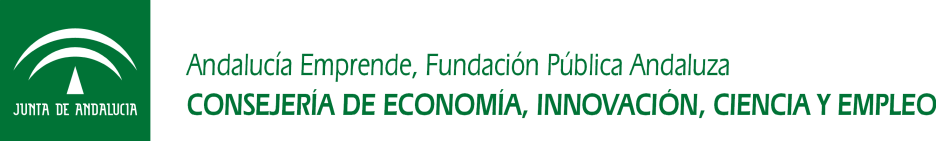 JUNTA DE ANDALUCIA
Andalucía Emprende, Fundación Pública Andaluza
CONSEJERÍA DE ECONOMÍA, INNOVACIÓN, CIENCIA Y EMPLEO